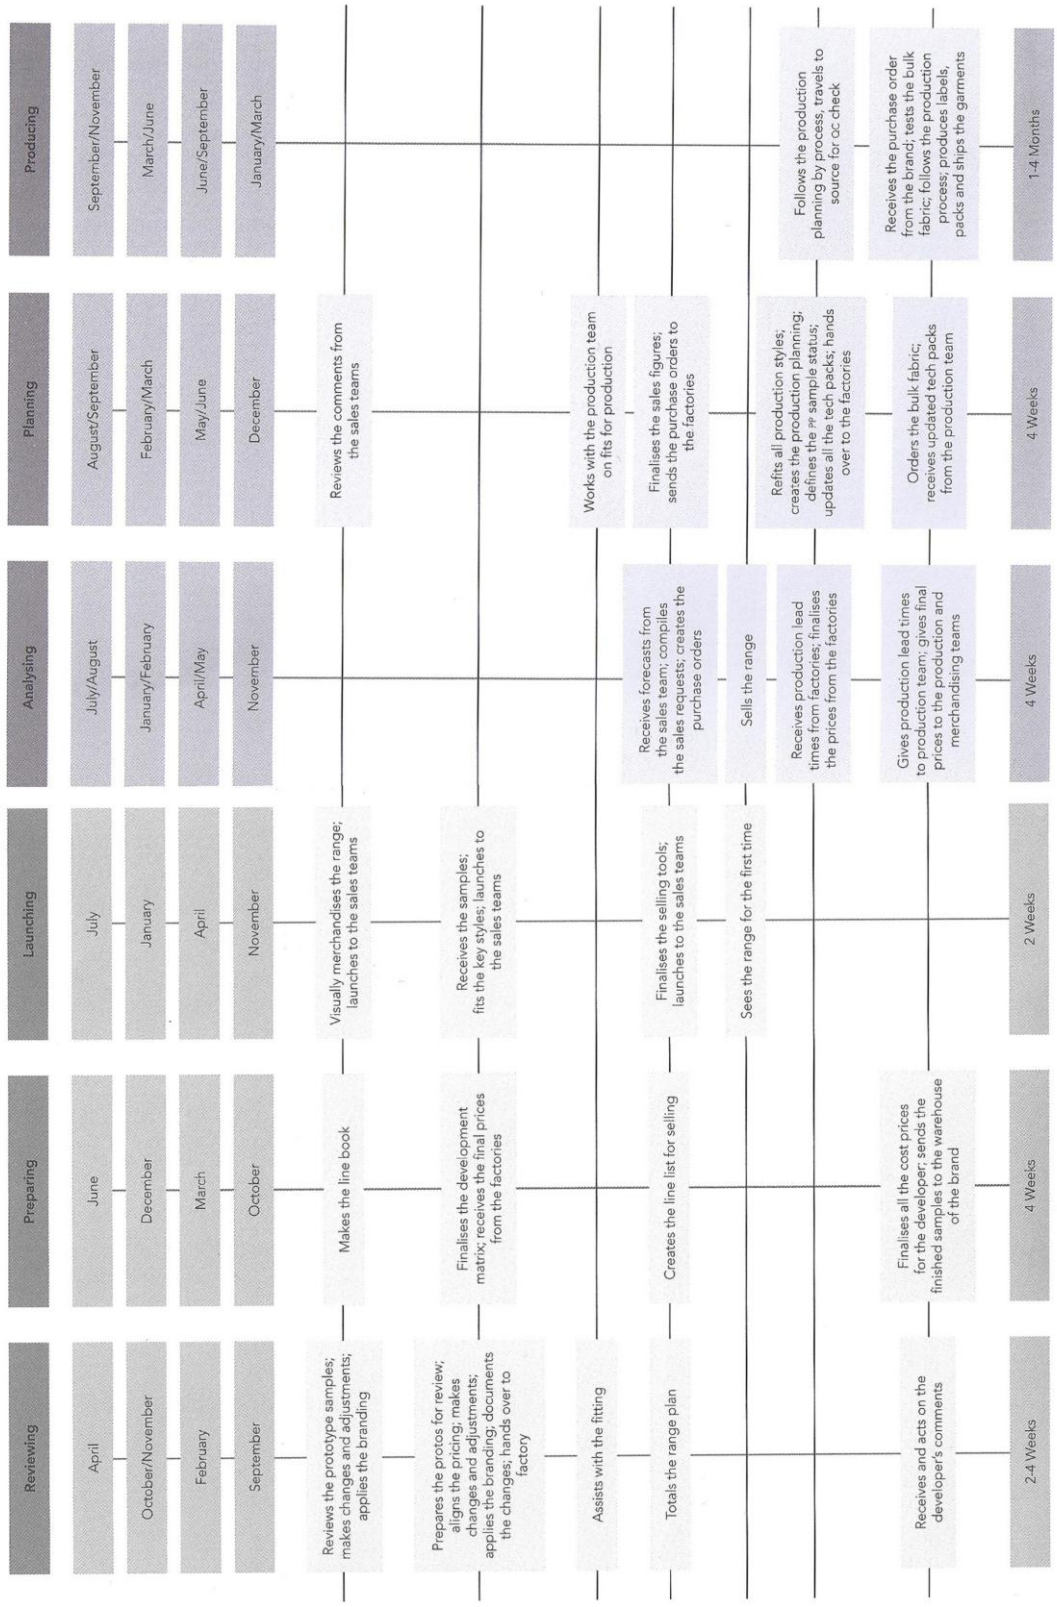 Reviewing
Preparing
Launching
Analysing
Planning
Producing
April
June
July
July/August
August/September
September/November
October/November
December
January
January/February
February/March
March/June
February
March
April
April/May
May/June
June/September
September
October
November
November
December
January/March
Reviews the prototype samples;
makes changes and adjustments;
applies the branding
Makes the line book
Visually merchandises the range;
launches to the sales teams
Reviews the comments from
the sales teams
Prepares the protos for review;
aligns the pricing; makes
changes and adjustments;
applies the branding; documents
the changes; hands over to
factory
Finalises the development
matrix; receives the final prices
from the factories
Receives the samples;
fits the key styles; launches to
the sales teams
Assists with the fitting
Works with the production team
on fits for production
Totals the range plan
Creates the line list for selling
Finalises the selling tools;
launches to the sales teams
Receives forecasts from
the sales team; compiles
the sales requests; creates the
purchase orders
Finalises the sales figures;
sends the purchase orders to
the factories
Sees the range for the first time
Sells the range
Receives production lead
times from factories; finalises
the prices from the factories
Refits all production styles;
creates the production planning;
defines the PP sample status;
updates all the tech packs; hands
over to the factories
Follows the production
planning by process, travels to
source for QC check
Receives and acts on the
developer's comments
Finalises all the cost prices
for the developer; sends the
finished samples to the warehouse
of the brand
Gives production lead times
to production team; gives final
prices to the production and
merchandising teams
Orders the bulk fabric;
receives updated tech packs
from the production team
Receives the purchase order
from the brand; tests the bulk
fabric; follows the production
process; produces labels,
packs and ships the garments
2-4 Weeks
4 Weeks
2 Weeks
4 Weeks
4 Weeks
1-4 Months